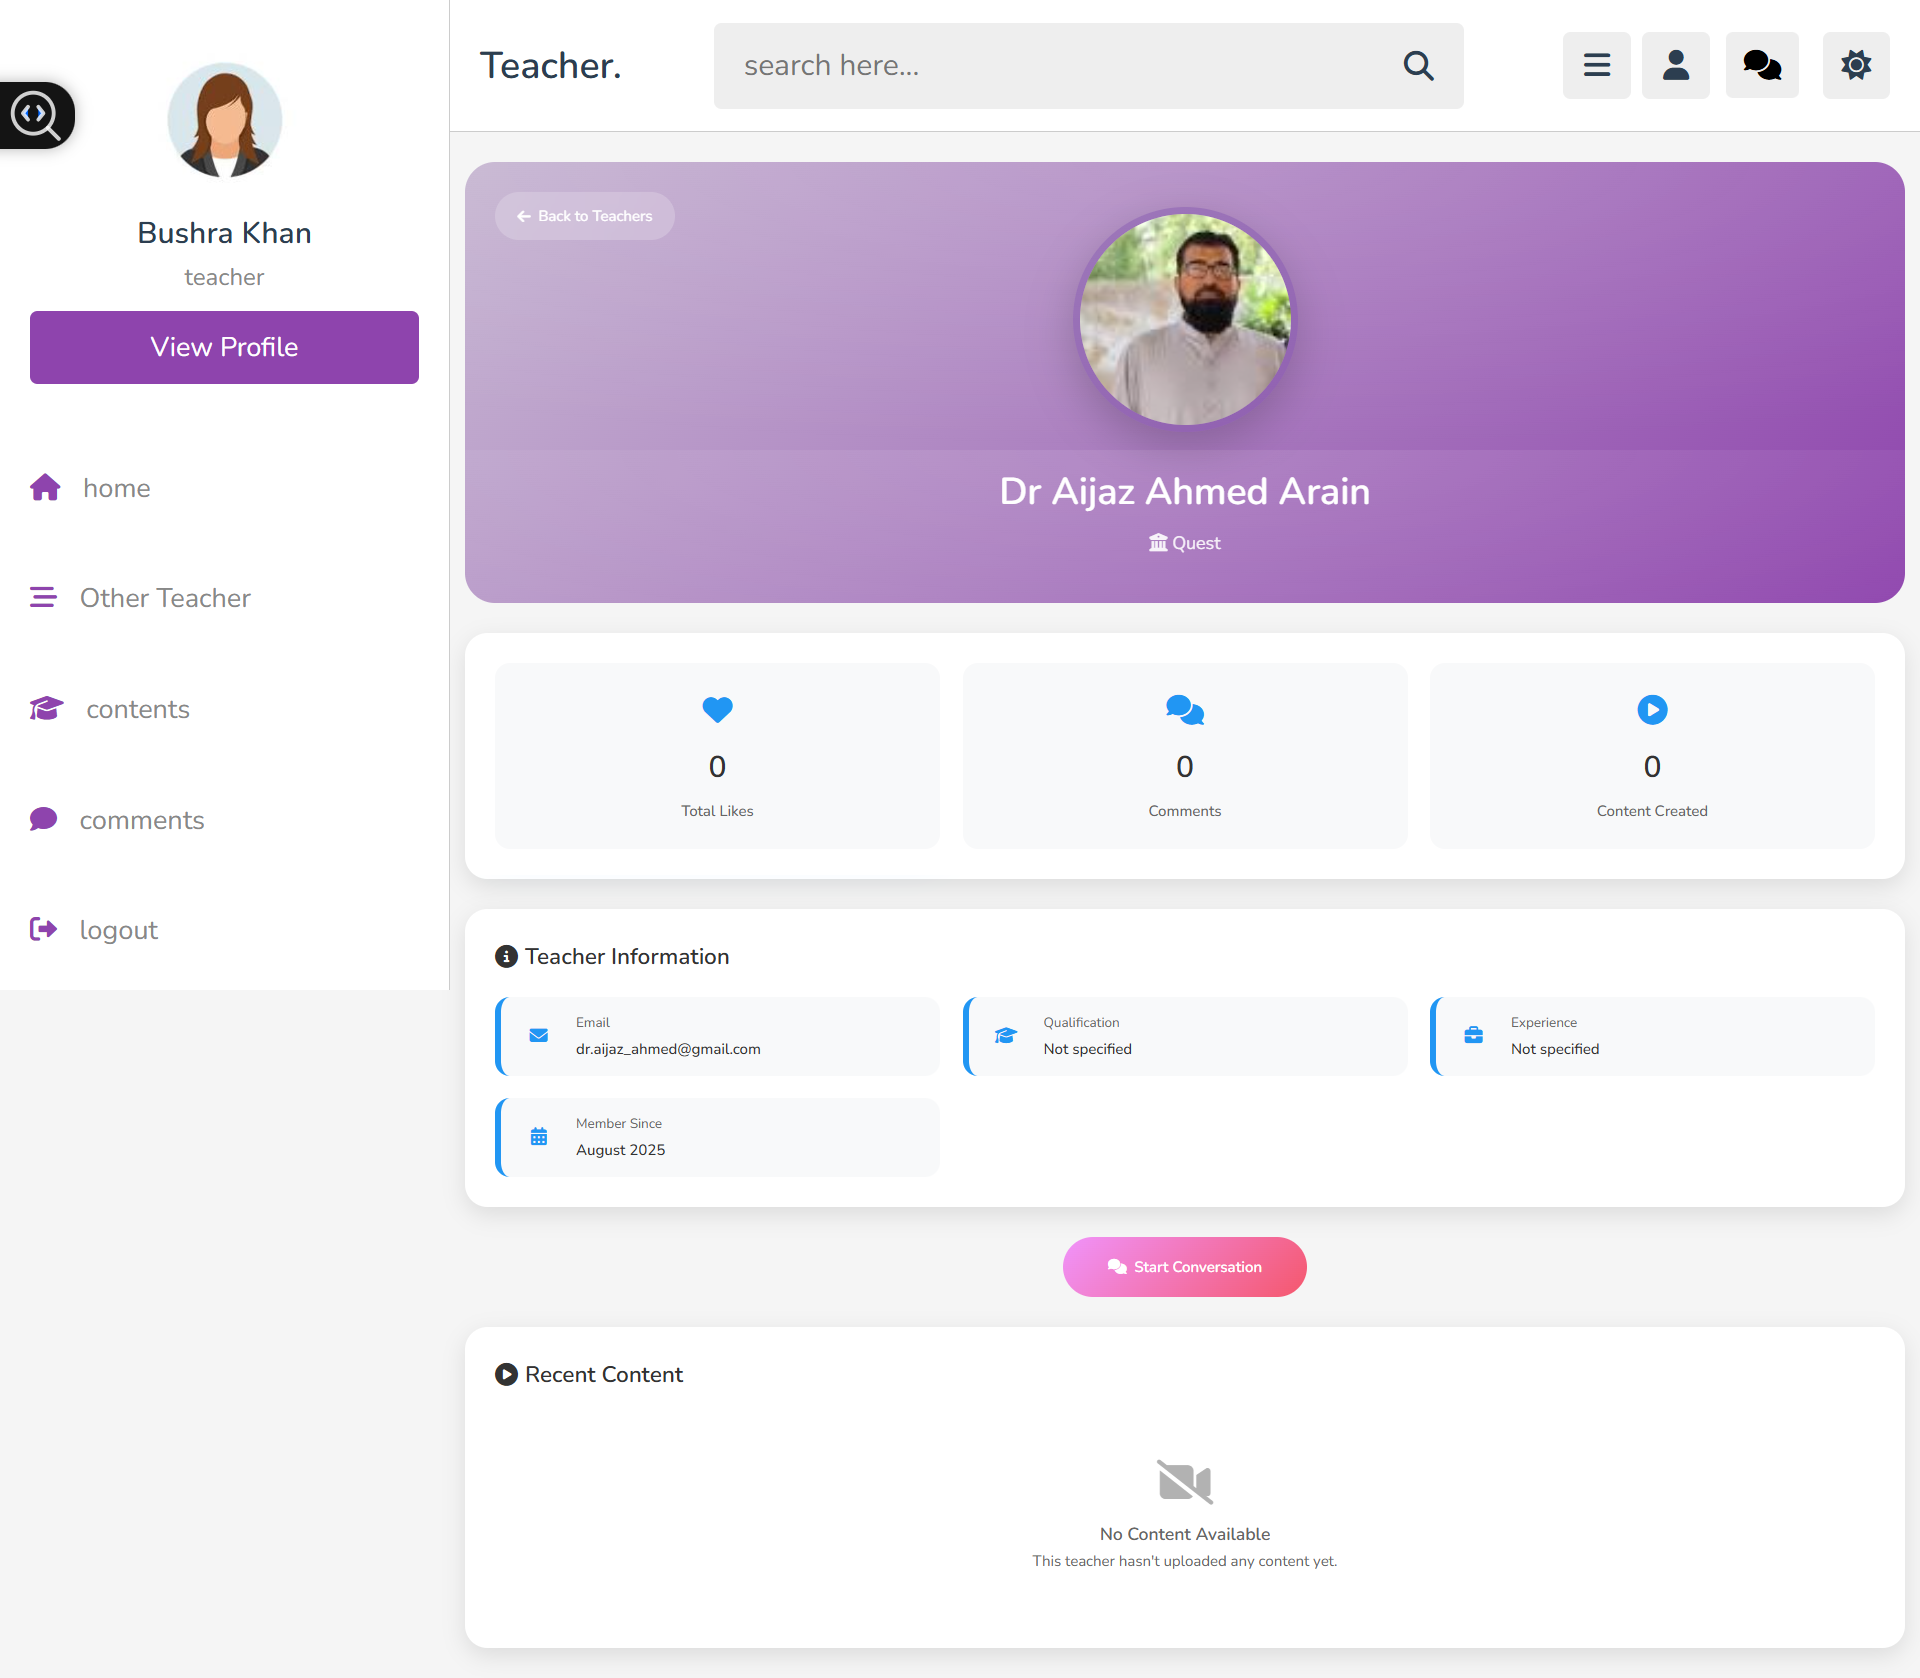 Bushra Khan
teacher
View Profile
home
Other Teacher
contents
comments
logout
Teacher.
search here...
Back to Teachers
Dr Aijaz Ahmed Arain
Quest
0
Total Likes
0
Comments
0
Content Created
Teacher Information
Email
dr.aijaz_ahmed@gmail.com
Qualification
Not specified
Experience
Not specified
Member Since
August 2025
Start Conversation
Recent Content
No Content Available
This teacher hasn't uploaded any content yet.